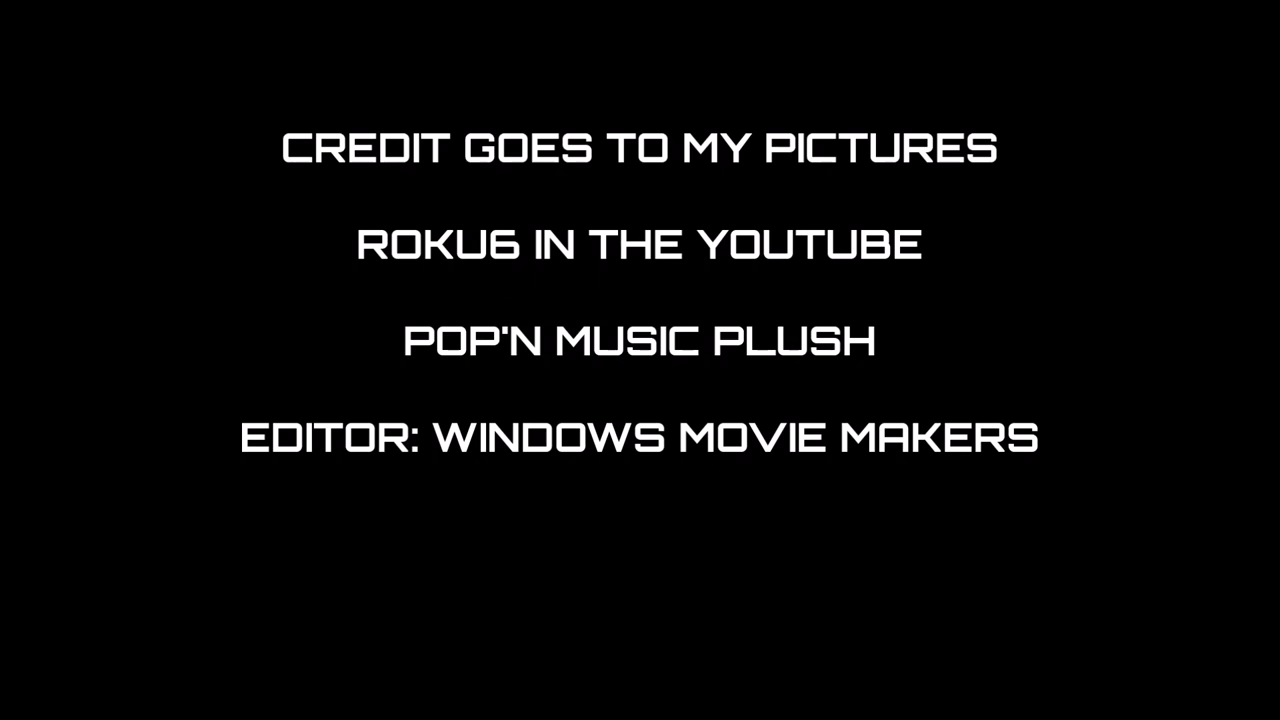 CREDIT GOES TO MY PICTURES
ROKU6 IN THE YOUTUBE
POP'N MUSIC PLUSH
EDITOR: WINDOWS MOVIE MAKERS